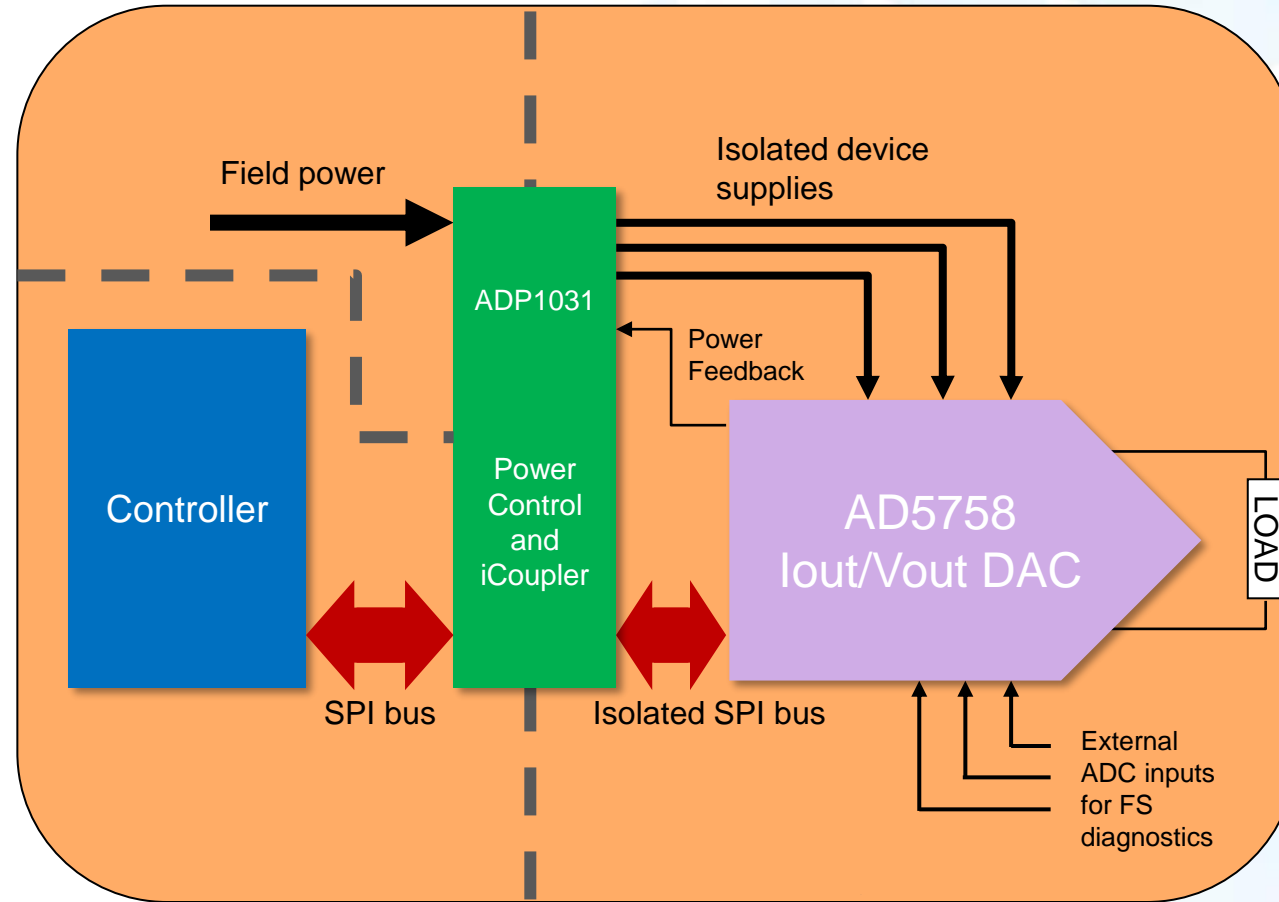 Field power
Isolated device
supplies
ADP1031
Power
Feedback
Controller
Power
Control
and
iCoupler
AD5758
Iout/Vout DAC
LOAD
SPI bus
Isolated SPI bus
External
ADC inputs
for FS
diagnostics